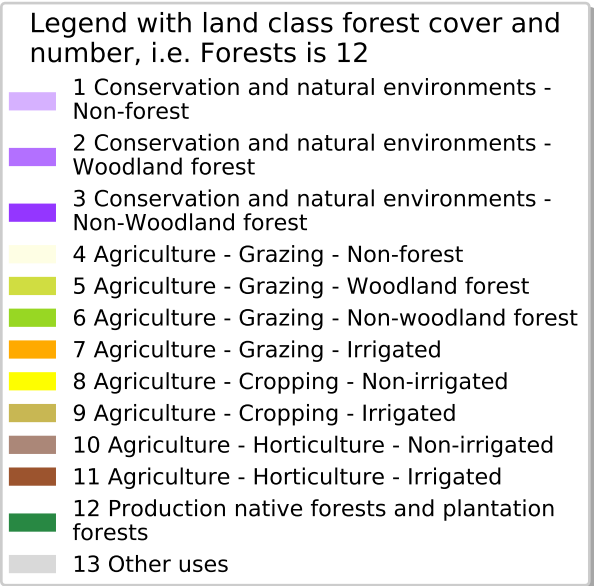 Legend with land class forest cover and
number, i.e. Forests is 12
1 Conservation and natural environments -
Non-forest
2 Conservation and natural environments -
Woodland forest
3 Conservation and natural environments -
Non-Woodland forest
4 Agriculture - Grazing - Non-forest
5 Agriculture - Grazing - Woodland forest
6 Agriculture - Grazing - Non-woodland forest
7 Agriculture - Grazing - Irrigated
8 Agriculture - Cropping - Non-irrigated
9 Agriculture - Cropping - Irrigated
10 Agriculture - Horticulture - Non-irrigated
11 Agriculture - Horticulture - Irrigated
12 Production native forests and plantation
forests
13 Other uses